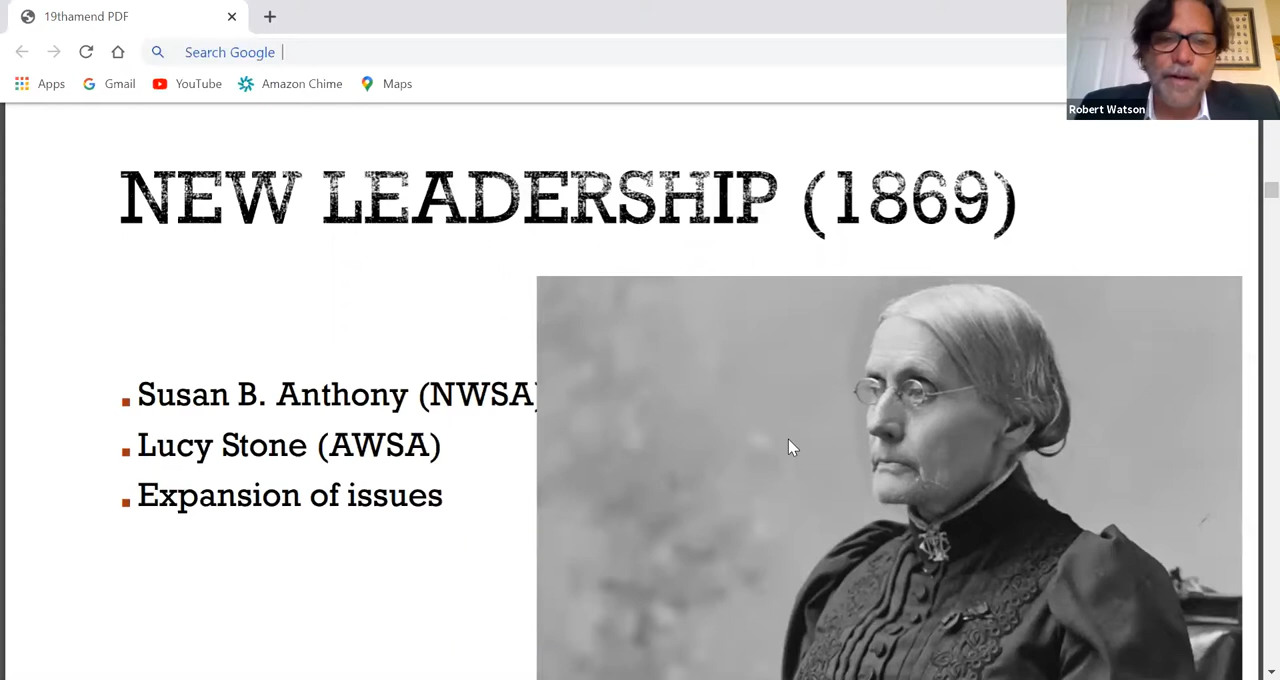 19thamend PDF
Search Google
Apps Gmail YouTube Amazon Chime Maps
Robert Watson
NEW LEADERSHIP (1869)
Susan B. Anthony (NWSA)
Lucy Stone (AWSA)
Expansion of issues